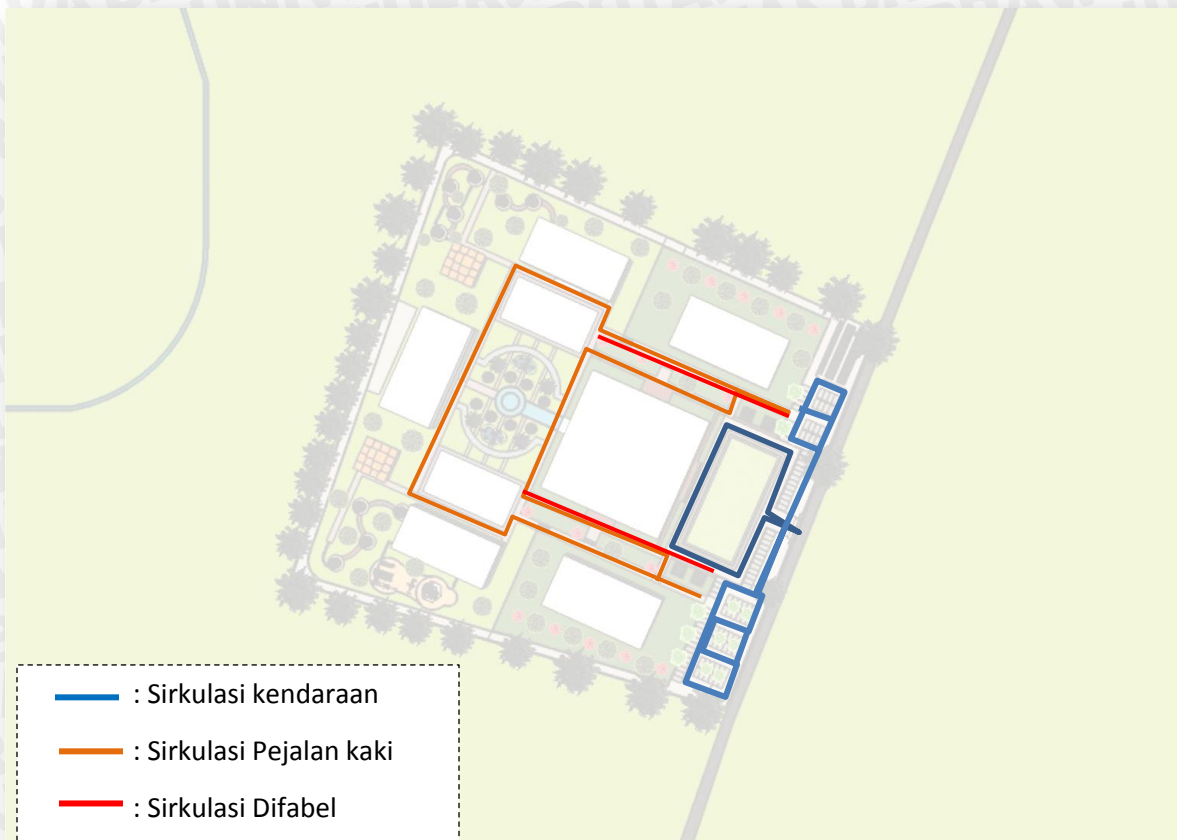 : Sirkulasi kendaraan
: Sirkulasi Pejalan kaki
: Sirkulasi Difabel